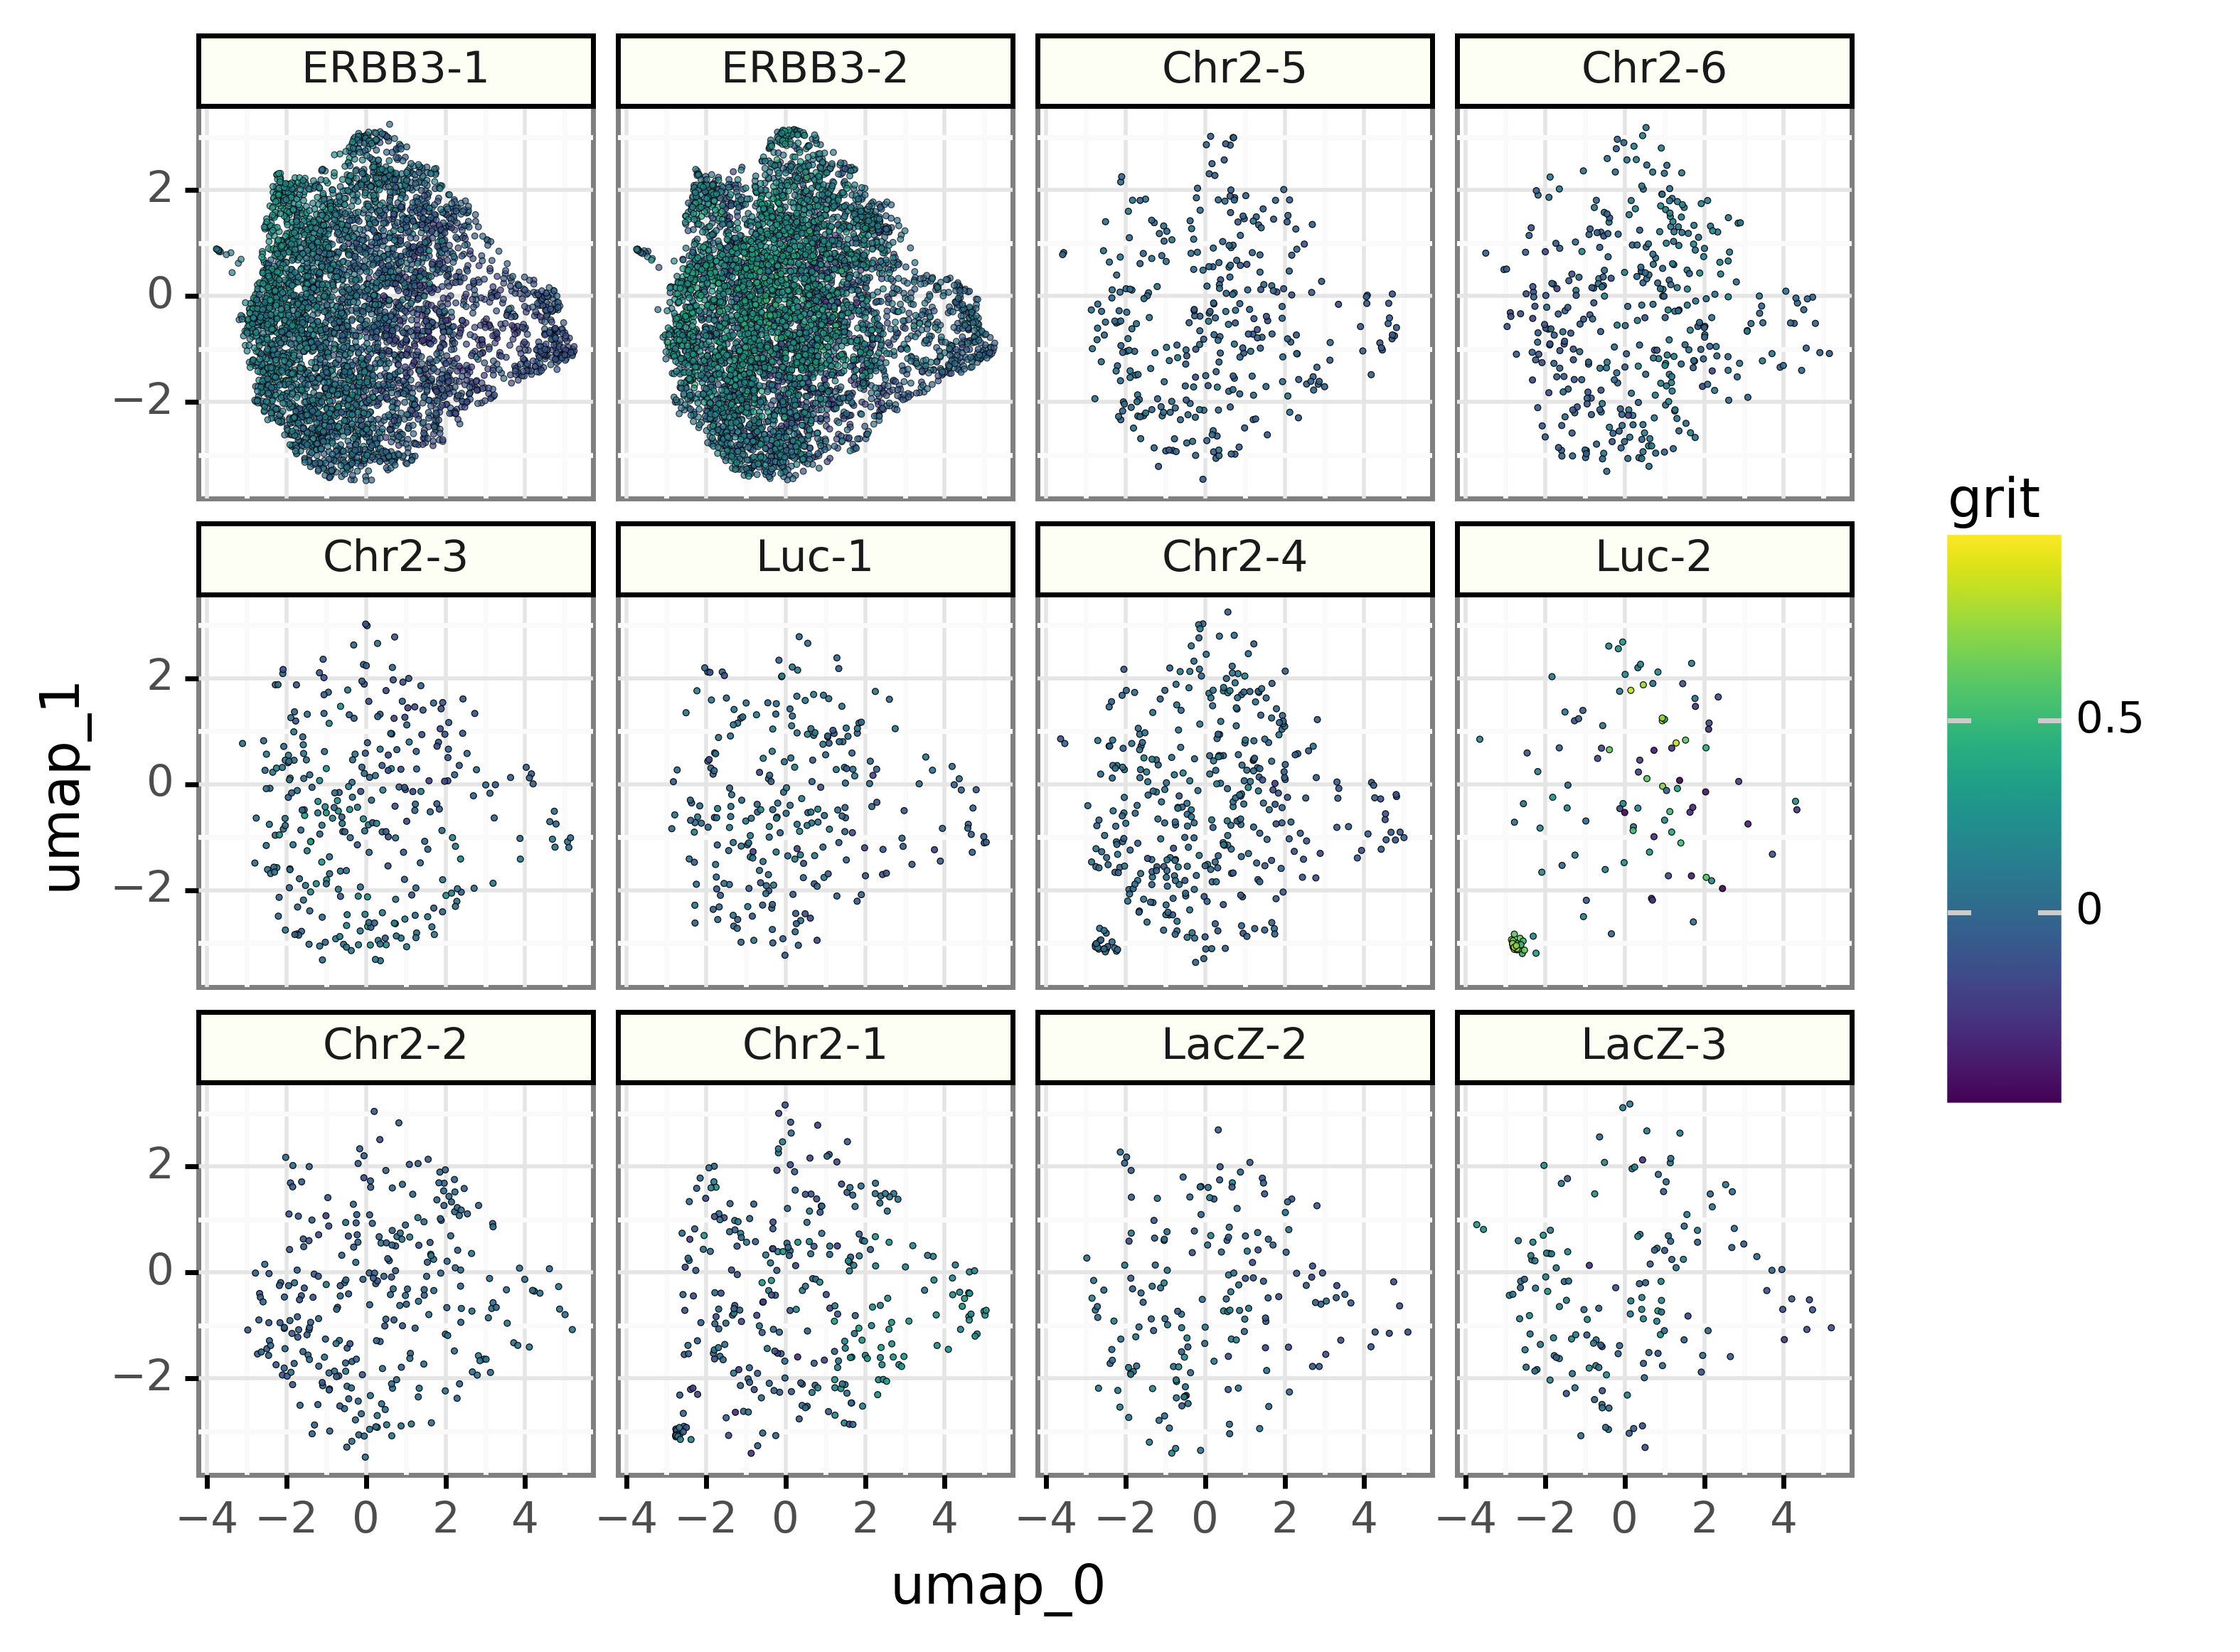 ERBB3-1 ERBB3-2 Chr2-5 Chr2-6
2
0
−2
Chr2-3 Luc-1 Chr2-4 Luc-2
2
0
−2
Chr2-2 Chr2-1 LacZ-2 LacZ-3
2
0
−2
−4 −2 0 2 4 −4 −2 0 2 4 −4 −2 0 2 4 −4 −2 0 2 4
umap_0
umap_1
grit
0.5
0